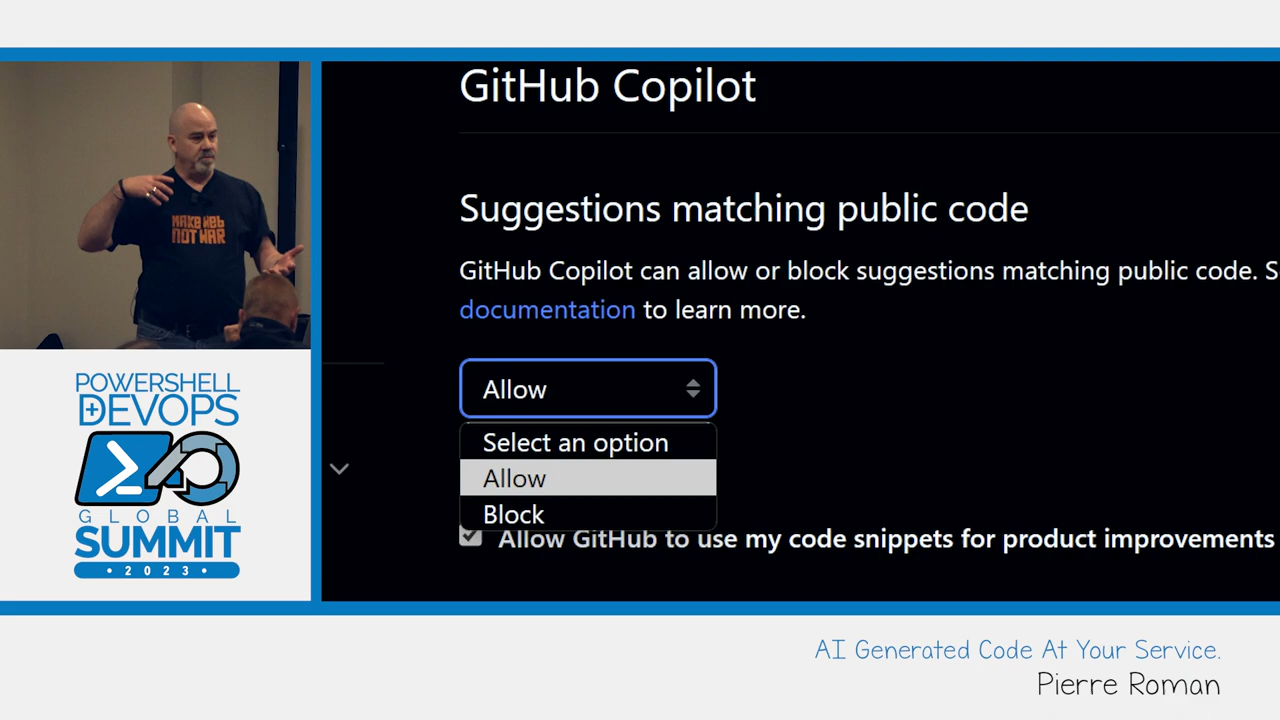 MAKE WEB
NOT WAR
POWERSHELL
+DEVOPS
GLOBAL
SUMMIT
• 2023 •
GitHub Copilot
Suggestions matching public code
GitHub Copilot can allow or block suggestions matching public code. S
documentation to learn more.
Allow
Select an option
Allow
Block
Allow GitHub to use my code snippets for product improvements
AI Generated Code At Your Service.
Pierre Roman